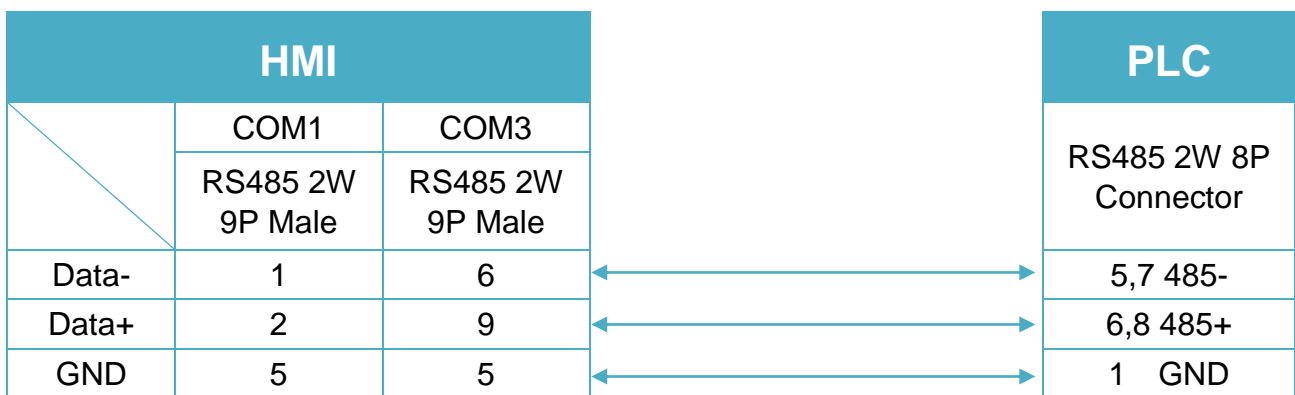 HMI PLC
COM1 COM3
RS485 2W
9P Male
RS485 2W
9P Male
RS485 2W 8P
Connector
Data- 1 6 5,7 485-
Data+ 2 9 6,8 485+
GND 5 5 1 GND